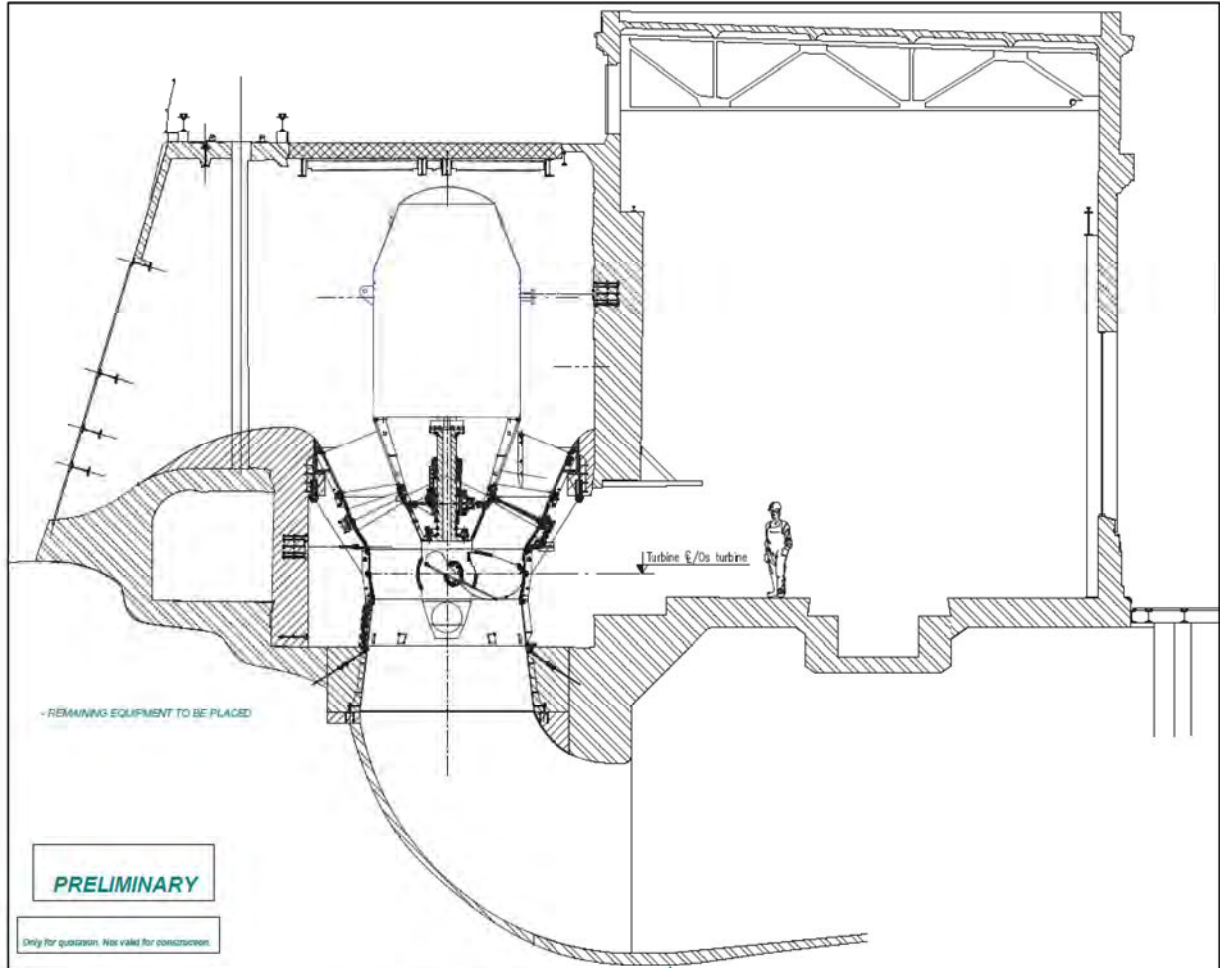 Turbine ℄/Os turbine
- REMAINING EQUIPMENT TO BE PLACED
PRELIMINARY
Only for quotation. Not valid for construction.